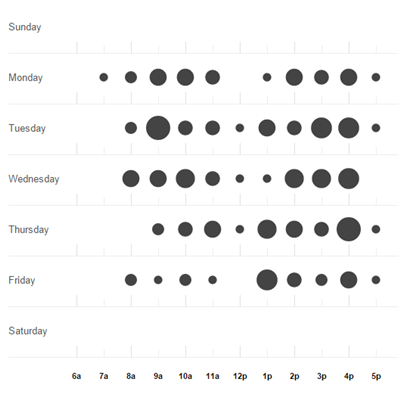 Sunday
Monday
Tuesday
Wednesday
Thursday
Friday
Saturday
6a 7a 8a 9a 10a 11a 12p 1p 2p 3p 4p 5p